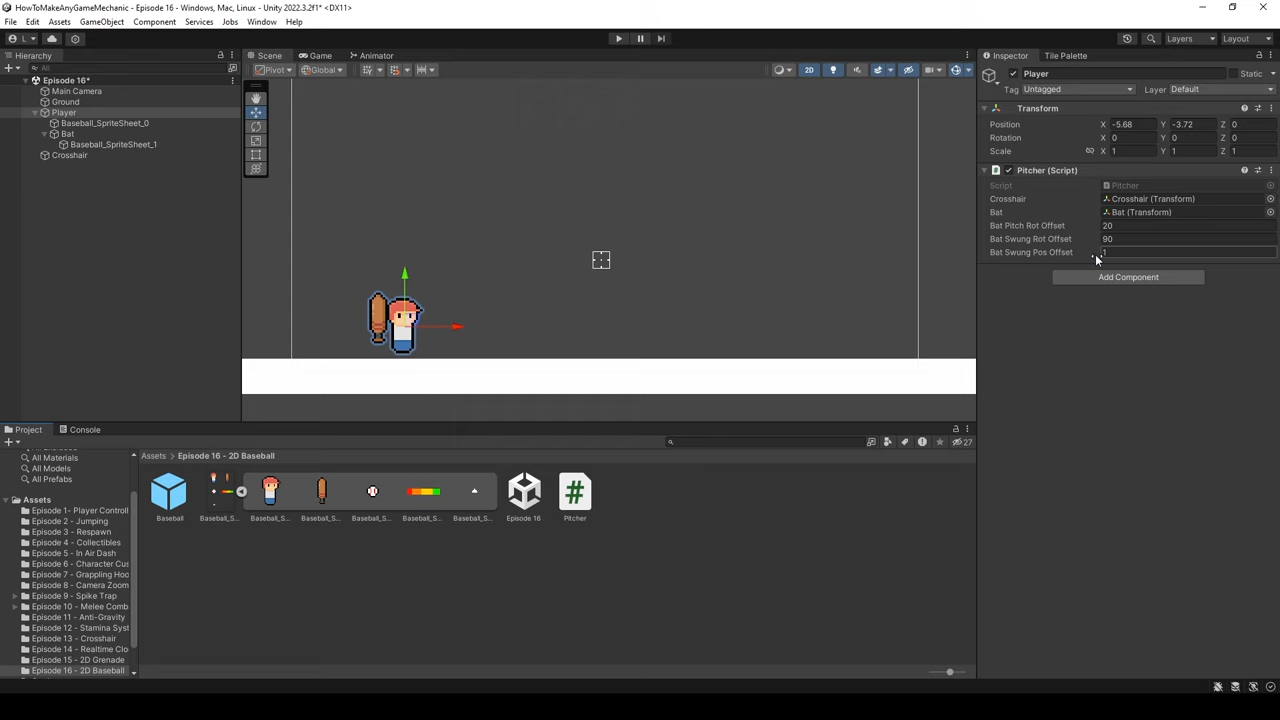 HowToMakeAnyGameMechanic - Episode 16 - Windows, Mac, Linux - Unity 2022.3.2f1* <DX11>
File Edit Assets GameObject Component Services Jobs Window Help
L
Layers Layout
Hierarchy
All
Episode 16*
Main Camera
Ground
Player
Baseball_SpriteSheet_0
Bat
Baseball_SpriteSheet_1
Crosshair
Scene Game Animator
Pivot Global 2D
Inspector Tile Palette
Player Static
Tag Untagged Layer Default
Transform
Position X -5.68 Y -3.72 Z 0
Rotation X 0 Y 0 Z 0
Scale X 1 Y 1 Z 1
Pitcher (Script)
Script Pitcher
Crosshair Crosshair (Transform)
Bat Bat (Transform)
Bat Pitch Rot Offset 20
Bat Swung Rot Offset 90
Bat Swung Pos Offset 1
Add Component
Project Console
27
All Materials
All Models
All Prefabs
Assets
Episode 1- Player Controll
Episode 2 - Jumping
Episode 3 - Respawn
Episode 4 - Collectibles
Episode 5 - In Air Dash
Episode 6 - Character Cus
Episode 7 - Grappling Hoo
Episode 8 - Camera Zoom
Episode 9 - Spike Trap
Episode 10 - Melee Comb
Episode 11 - Anti-Gravity
Episode 12 - Stamina Syst
Episode 13 - Crosshair
Episode 14 - Realtime Clo
Episode 15 - 2D Grenade
Episode 16 - 2D Baseball
Assets > Episode 16 - 2D Baseball
Baseball Baseball_S... Baseball_S... Baseball_S... Baseball_S... Baseball_S... Baseball_S... Episode 16 Pitcher